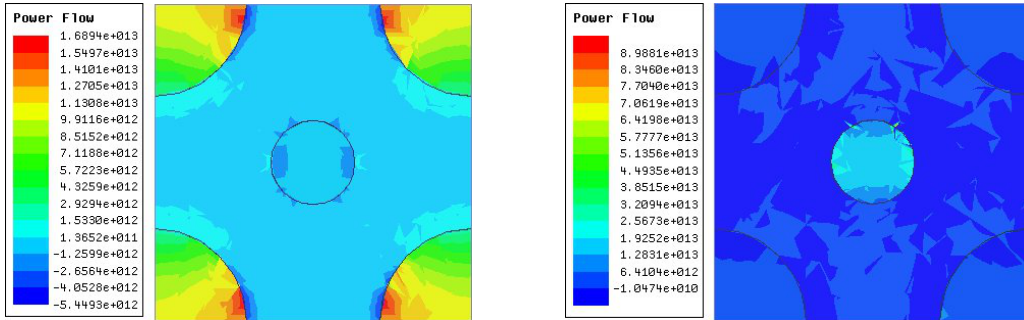 Power Flow
1.6894e+013
1.5497e+013
1.4101e+013
1.2705e+013
1.1308e+013
9.9116e+012
8.5152e+012
7.1188e+012
5.7223e+012
4.3259e+012
2.9294e+012
1.5330e+012
1.3652e+011
-1.2599e+012
-2.6564e+012
-4.0528e+012
-5.4493e+012
Power Flow
8.9881e+013
8.3460e+013
7.7040e+013
7.0619e+013
6.4198e+013
5.7777e+013
5.1356e+013
4.4935e+013
3.8515e+013
3.2094e+013
2.5673e+013
1.9252e+013
1.2831e+013
6.4104e+012
-1.0474e+010